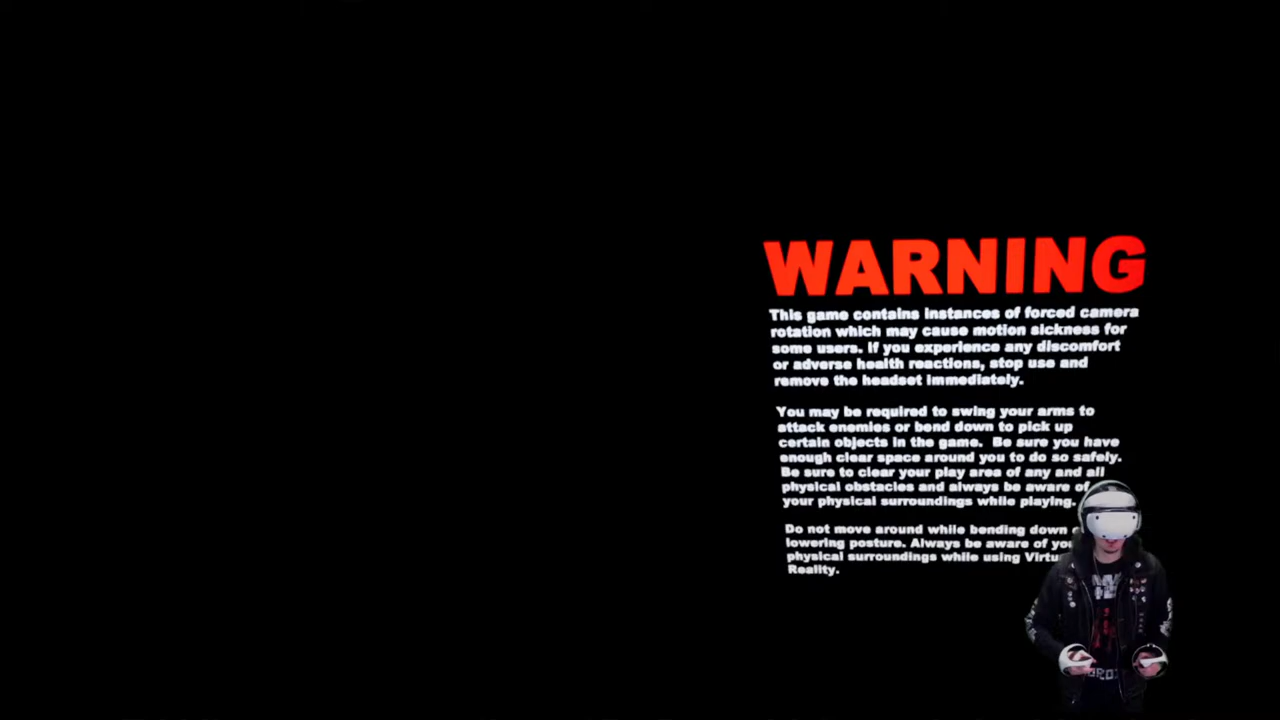 WARNING
This game contains instances of forced camera
rotation which may cause motion sickness for
some users. If you experience any discomfort
or adverse health reactions, stop use and
remove the headset immediately.
You may be required to swing your arms to
attack enemies or bend down to pick up
certain objects in the game. Be sure you have
enough clear space around you to do so safely.
Be sure to clear your play area of any and all
physical obstacles and always be aware of
your physical surroundings while playing.
Do not move around while bending down
lowering posture. Always be aware of
physical surroundings while using
Reality.